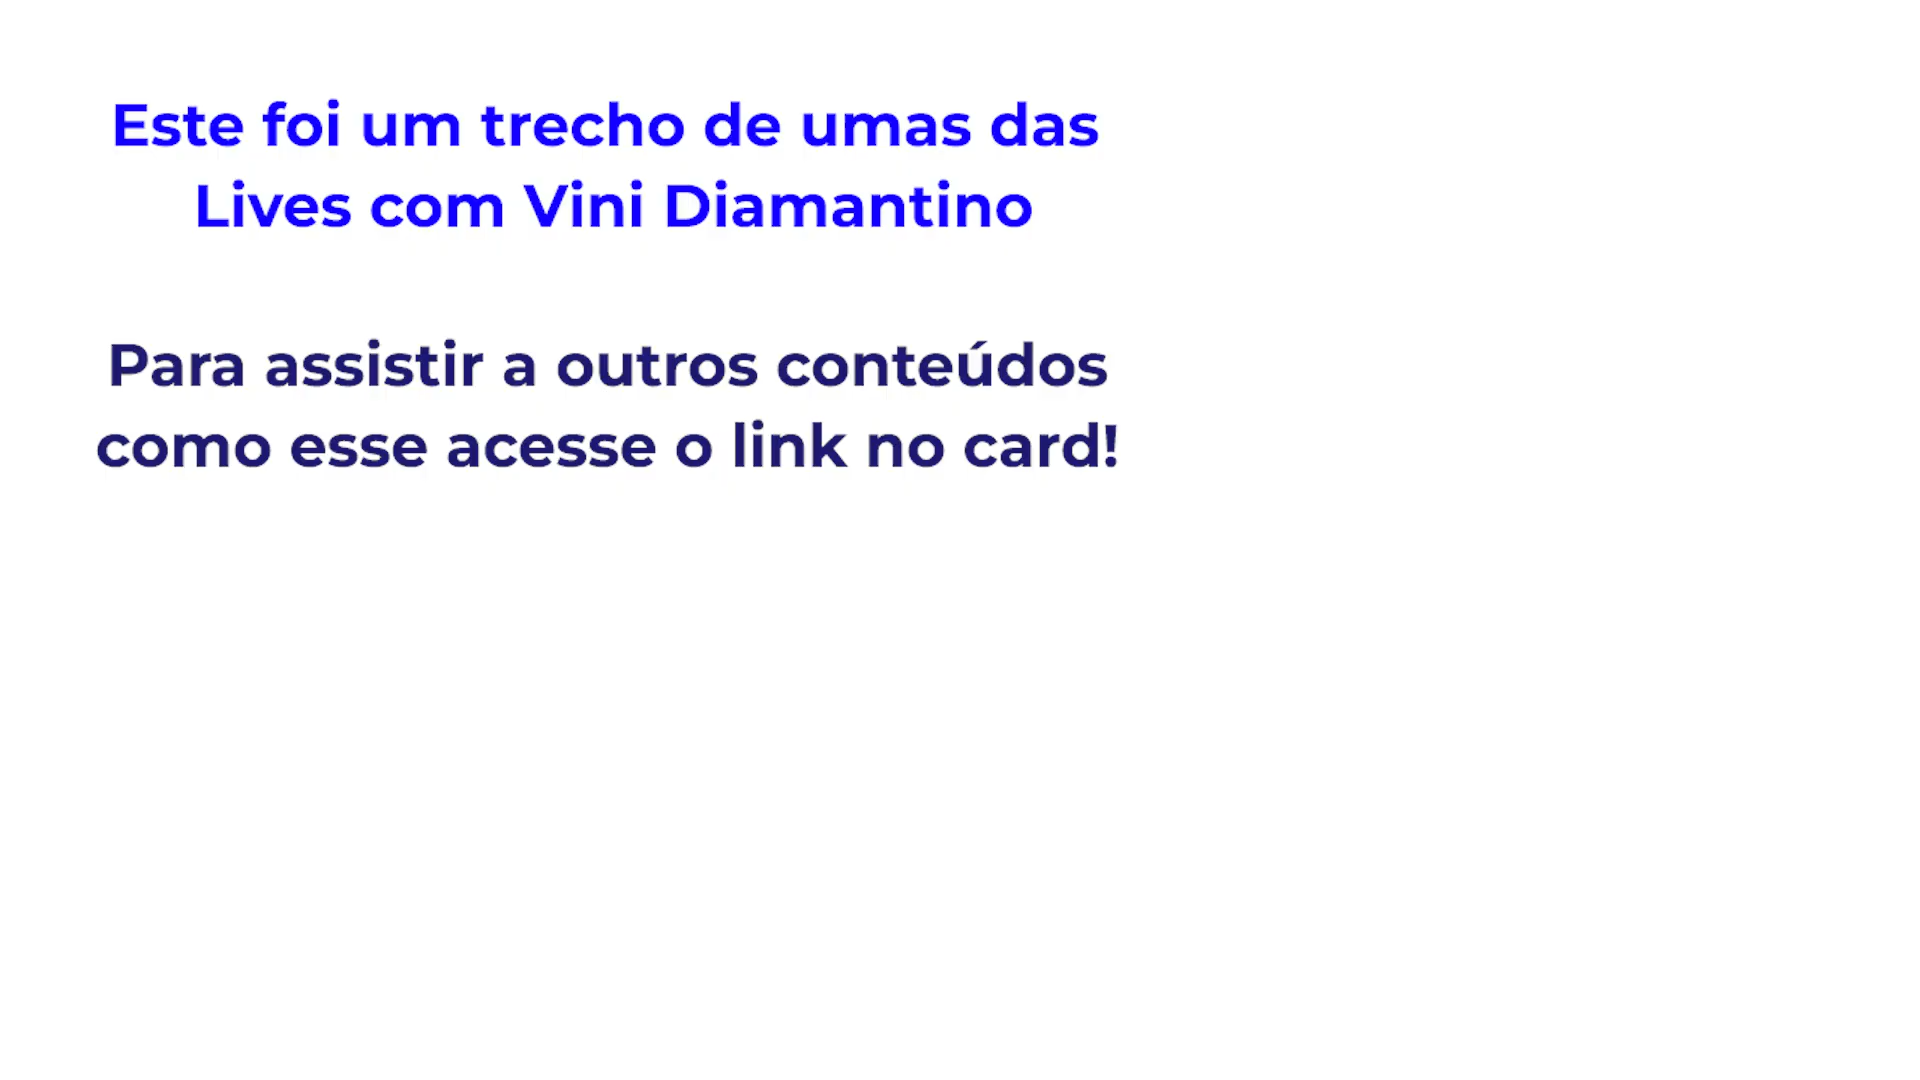 Este foi um trecho de umas das
Lives com Vini Diamantino
Para assistir a outros conteúdos
como esse acesse o link no card!